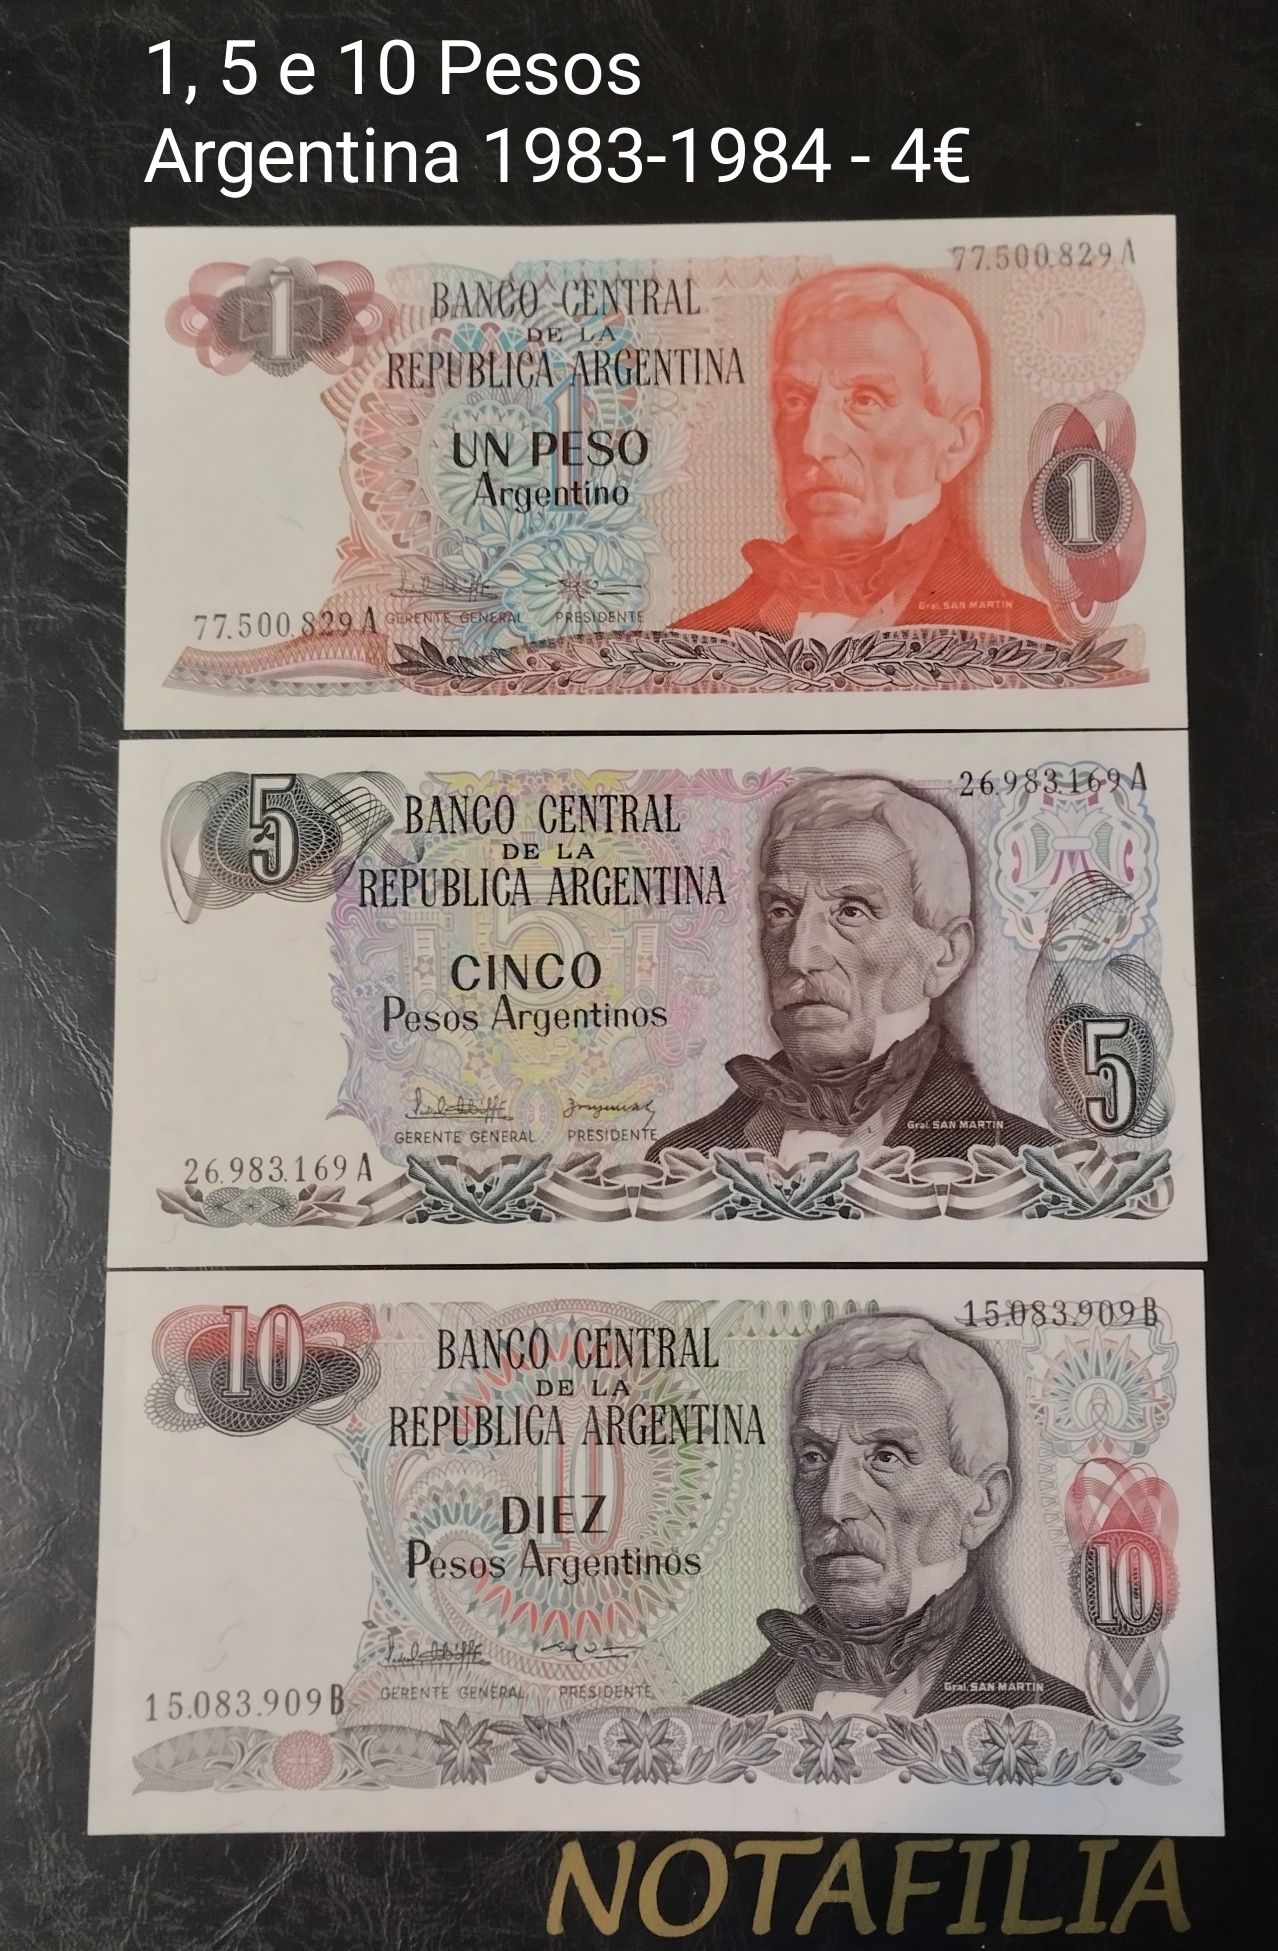 1, 5 e 10 Pesos
Argentina 1983-1984 - 4€
77.500.829 A
1
BANCO CENTRAL
DE LA
REPUBLICA ARGENTINA
1
UN PESO
Argentino
1
Gral. SAN MARTIN
77.500.829 A
GERENTE GENERAL
PRESIDENTE
26.983.169 A
5
BANCO CENTRAL
DE LA
REPUBLICA ARGENTINA
5
CINCO
Pesos Argentinos
5
GERENTE GENERAL
PRESIDENTE
Gral. SAN MARTIN
26.983.169 A
15.083.909 B
10
BANCO CENTRAL
DE LA
REPUBLICA ARGENTINA
10
DIEZ
Pesos Argentinos
10
15.083.909 B
GERENTE GENERAL
PRESIDENTE
Gral. SAN MARTIN
NOTAFILIA